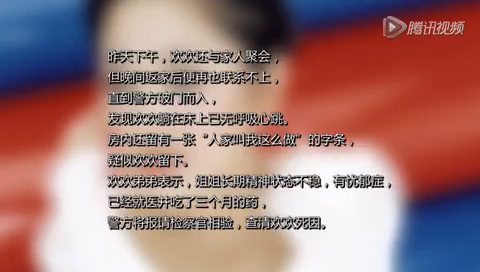 腾讯视频
昨天下午，欢欢还与家人聚会，
但晚间返家后便再也联系不上，
直到警方破门而入，
发现欢欢躺在床上已无呼吸心跳。
房内还留有一张“人家叫我这么做”的字条，
疑似欢欢留下。
欢欢弟弟表示，姐姐长期精神状态不稳，有忧郁症，
已经就医并吃了三个月的药，
警方将报请检察官相验，查清欢欢死因。